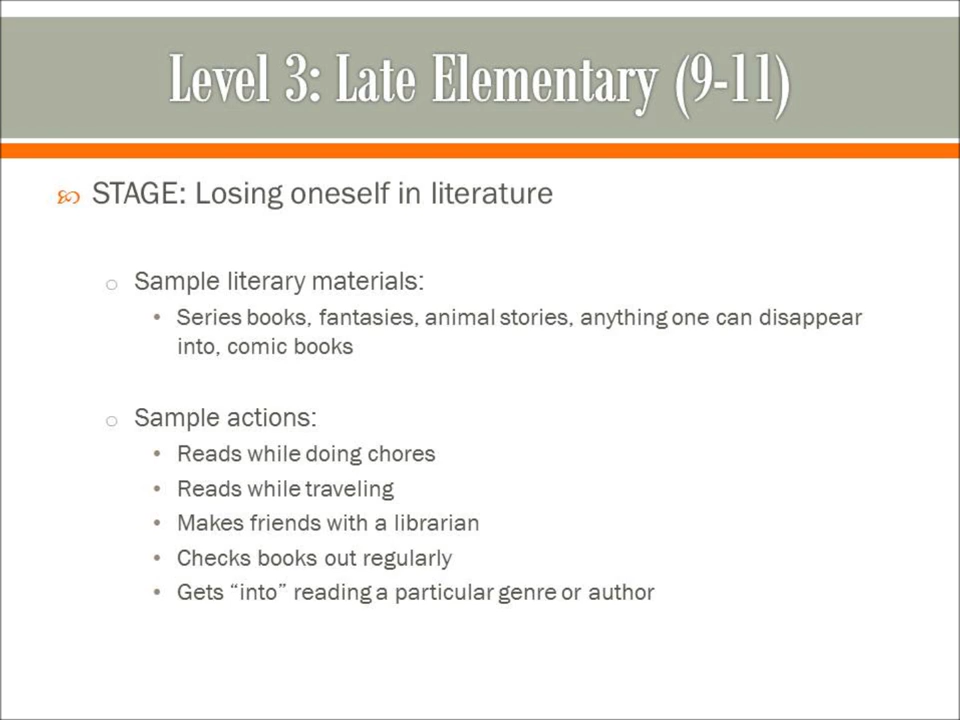 Level 3: Late Elementary (9-11)
STAGE: Losing oneself in literature
Sample literary materials:
• Series books, fantasies, animal stories, anything one can disappear
into, comic books
Sample actions:
• Reads while doing chores
• Reads while traveling
• Makes friends with a librarian
• Checks books out regularly
• Gets “into” reading a particular genre or author